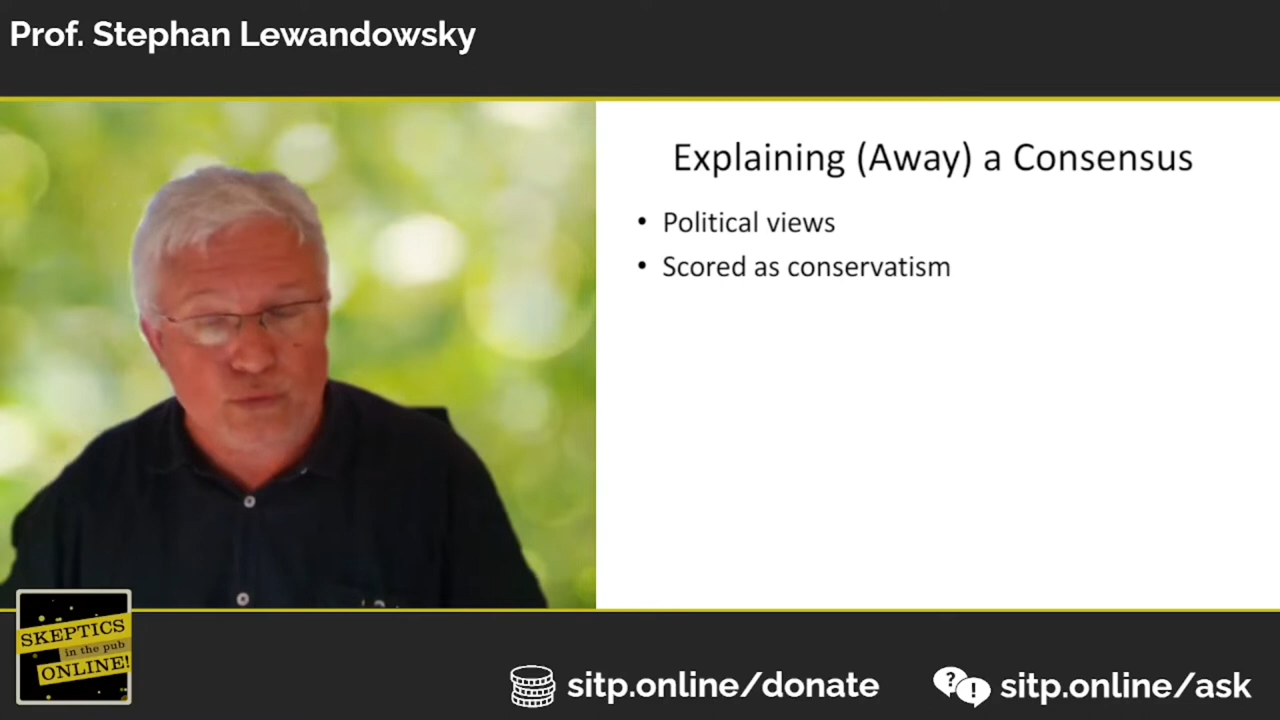 Prof. Stephan Lewandowsky
Explaining (Away) a Consensus
• Political views
• Scored as conservatism
SKEPTICS
in the pub
ONLINE!
sitp.online/donate
?!
sitp.online/ask